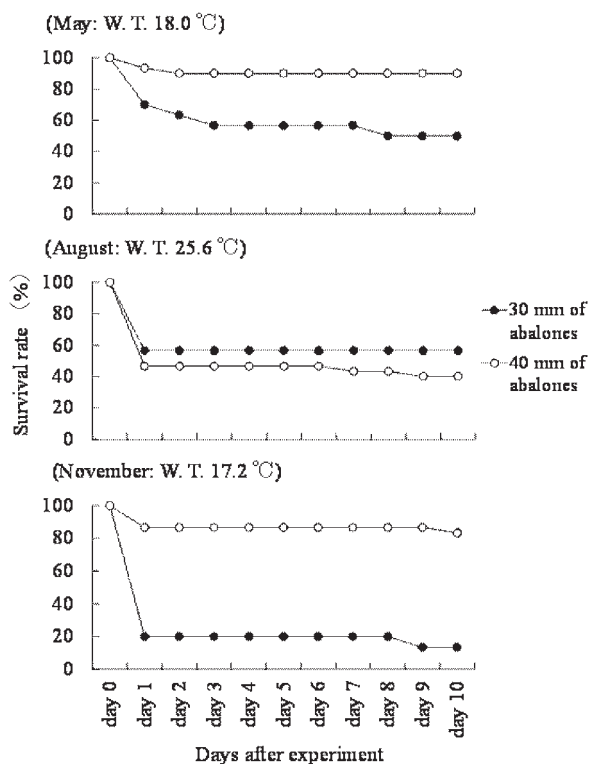 (May: W. T. 18.0 ℃)
100
80
60
40
20
0
(August: W. T. 25.6 ℃)
100
80
60
40
20
0
Survival rate (%)
30 mm of
abalones
40 mm of
abalones
(November: W. T. 17.2 ℃)
100
80
60
40
20
0
day 0
day 1
day 2
day 3
day 4
day 5
day 6
day 7
day 8
day 9
day 10
Days after experiment